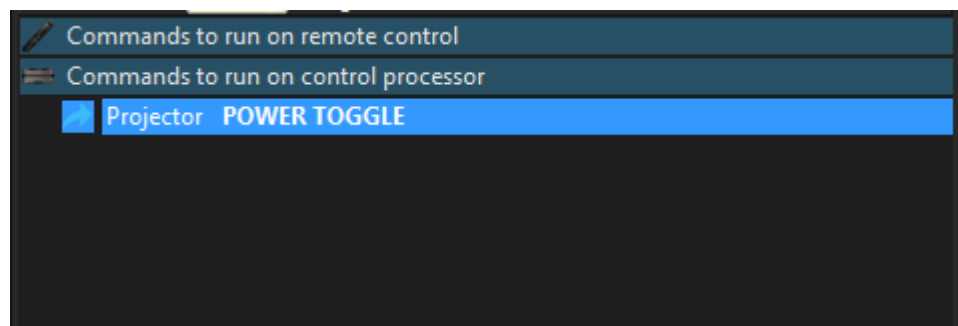 Commands to run on remote control
Commands to run on control processor
Projector POWER TOGGLE